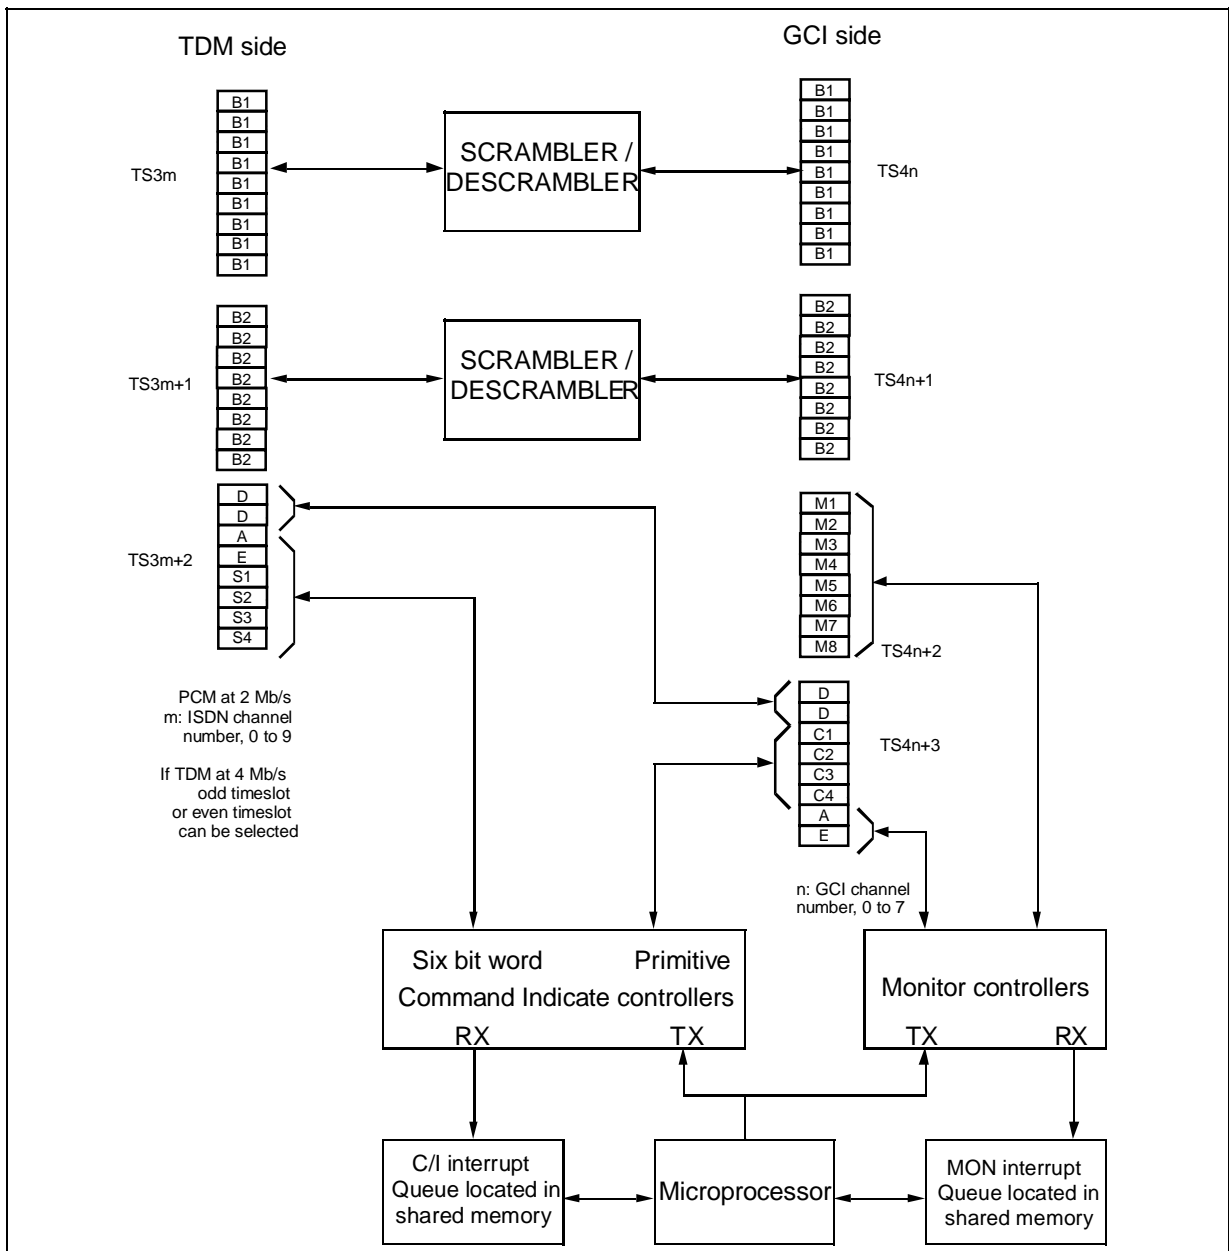 TDM side
GCI side
B1
B1
B1
B1
B1
B1
B1
B1
B1
TS3m
SCRAMBLER /
DESCRAMBLER
B1
B1
B1
B1
B1
B1
B1
B1
B1
TS4n
B2
B2
B2
B2
B2
B2
B2
B2
TS3m+1
SCRAMBLER /
DESCRAMBLER
B2
B2
B2
B2
B2
B2
B2
B2
TS4n+1
D
D
A
E
S1
S2
S3
S4
TS3m+2
M1
M2
M3
M4
M5
M6
M7
M8
TS4n+2
D
D
C1
C2
C3
C4
A
E
TS4n+3
PCM at 2 Mb/s
m: ISDN channel
number, 0 to 9
If TDM at 4 Mb/s
odd timeslot
or even timeslot
can be selected
n: GCI channel
number, 0 to 7
Six bit word Primitive
Command Indicate controllers
RX TX
Monitor controllers
TX RX
C/I interrupt
Queue located in
shared memory
Microprocessor
MON interrupt
Queue located in
shared memory